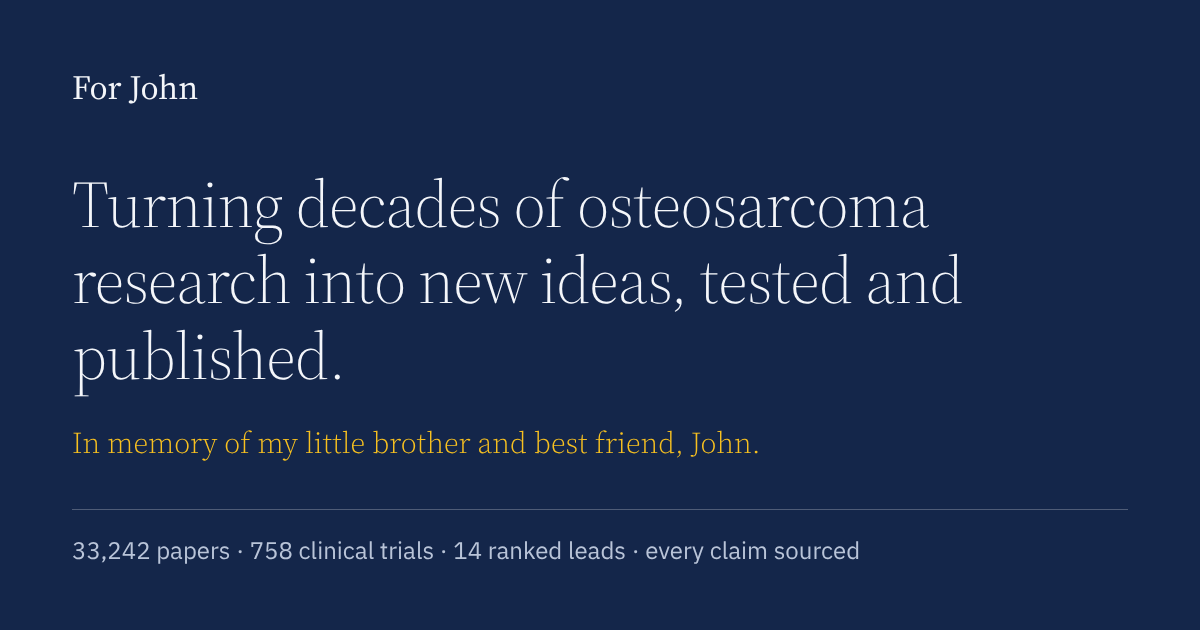 For John
Turning decades of osteosarcoma
research into new ideas, tested and
published.
In memory of my little brother and best friend, John.
33,242 papers · 758 clinical trials · 14 ranked leads · every claim sourced